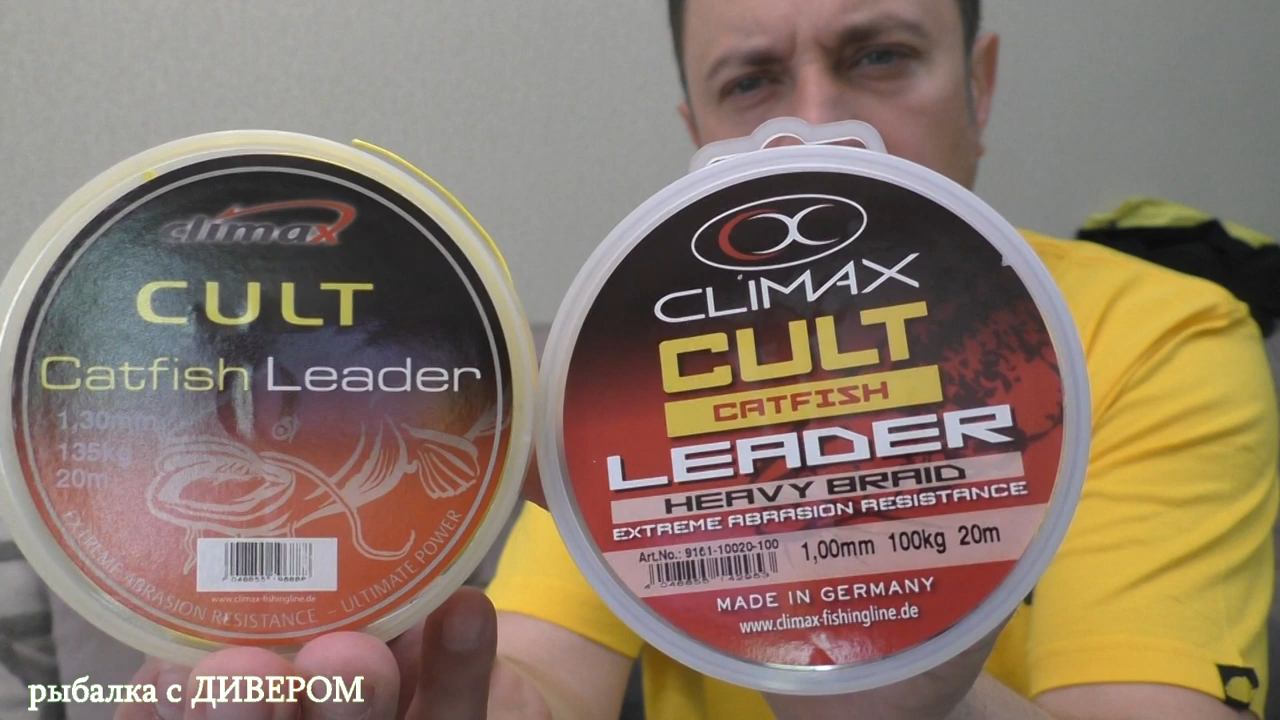 climax
CULT
Catfish Leader
1,30mm
135kg
20m
EXTREME ABRASION RESISTANCE – ULTIMATE POWER
www.climax-fishingline.de
CLIMAX
CULT
CATFISH
LEADER
HEAVY BRAID
EXTREME ABRASION RESISTANCE
Art.No.: 9161-10020-100
1,00mm 100kg 20m
MADE IN GERMANY
www.climax-fishingline.de
рыбалка с ДИВЕРОМ